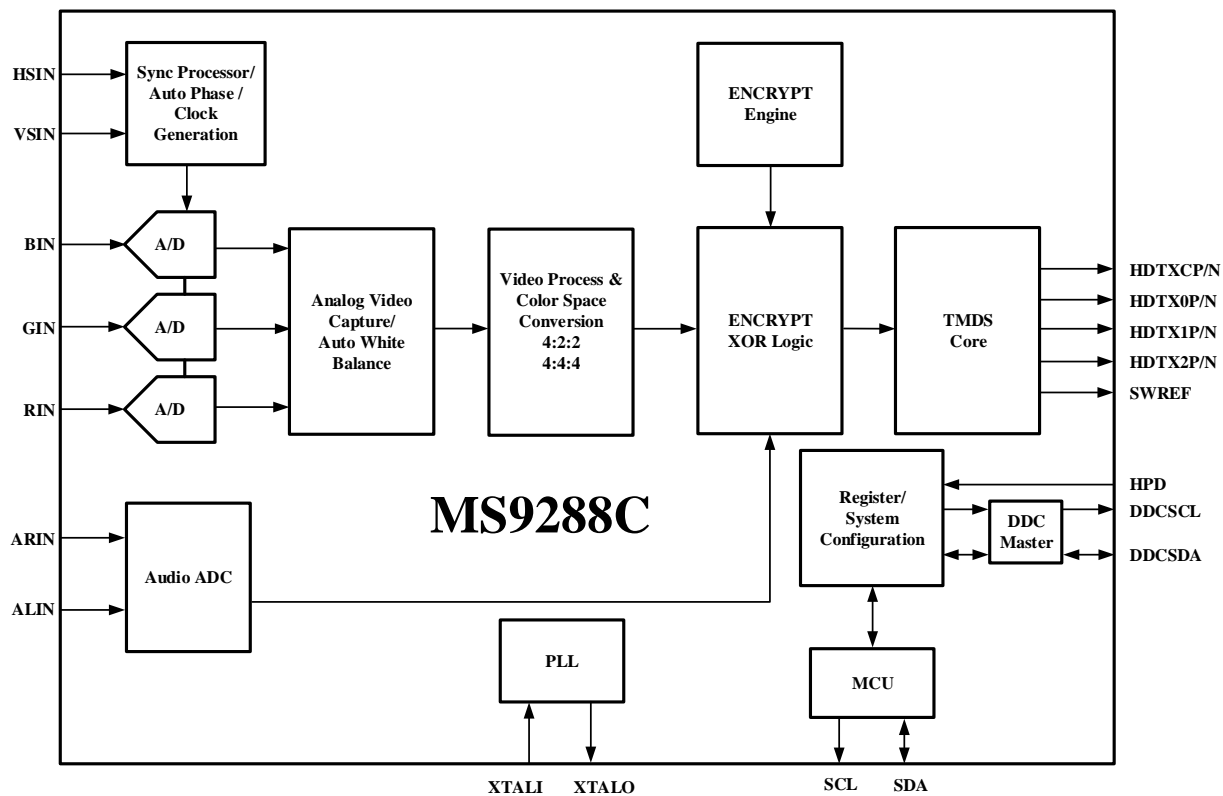 HSIN
VSIN
Sync Processor/
Auto Phase /
Clock
Generation
ENCRYPT
Engine
BIN
GIN
RIN
A/D
A/D
A/D
Analog Video
Capture/
Auto White
Balance
Video Process &
Color Space
Conversion
4:2:2
4:4:4
ENCRYPT
XOR Logic
TMDS
Core
HDTXCP/N
HDTX0P/N
HDTX1P/N
HDTX2P/N
SWREF
MS9288C
ARIN
ALIN
Audio ADC
Register/
System
Configuration
DDC
Master
HPD
DDCSCL
DDCSDA
PLL
MCU
XTALI
XTALO
SCL
SDA